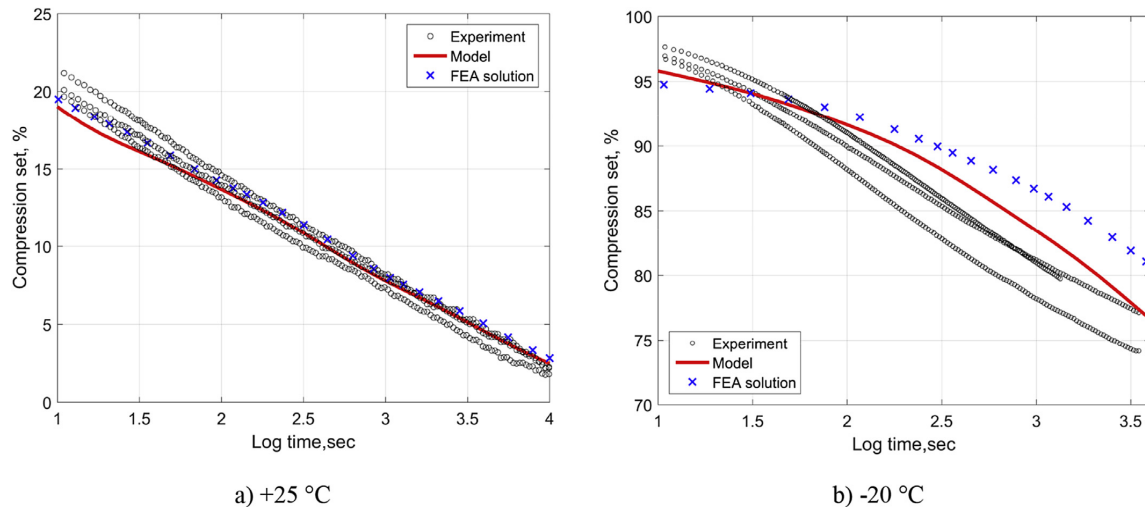 25
20
15
10
5
0
1
1.5
2
2.5
3
3.5
4
Compression set, %
Log time,sec
Experiment
Model
FEA solution
a) +25 °C
100
95
90
85
80
75
70
1
1.5
2
2.5
3
3.5
Compression set, %
Log time,sec
Experiment
Model
FEA solution
b) -20 °C